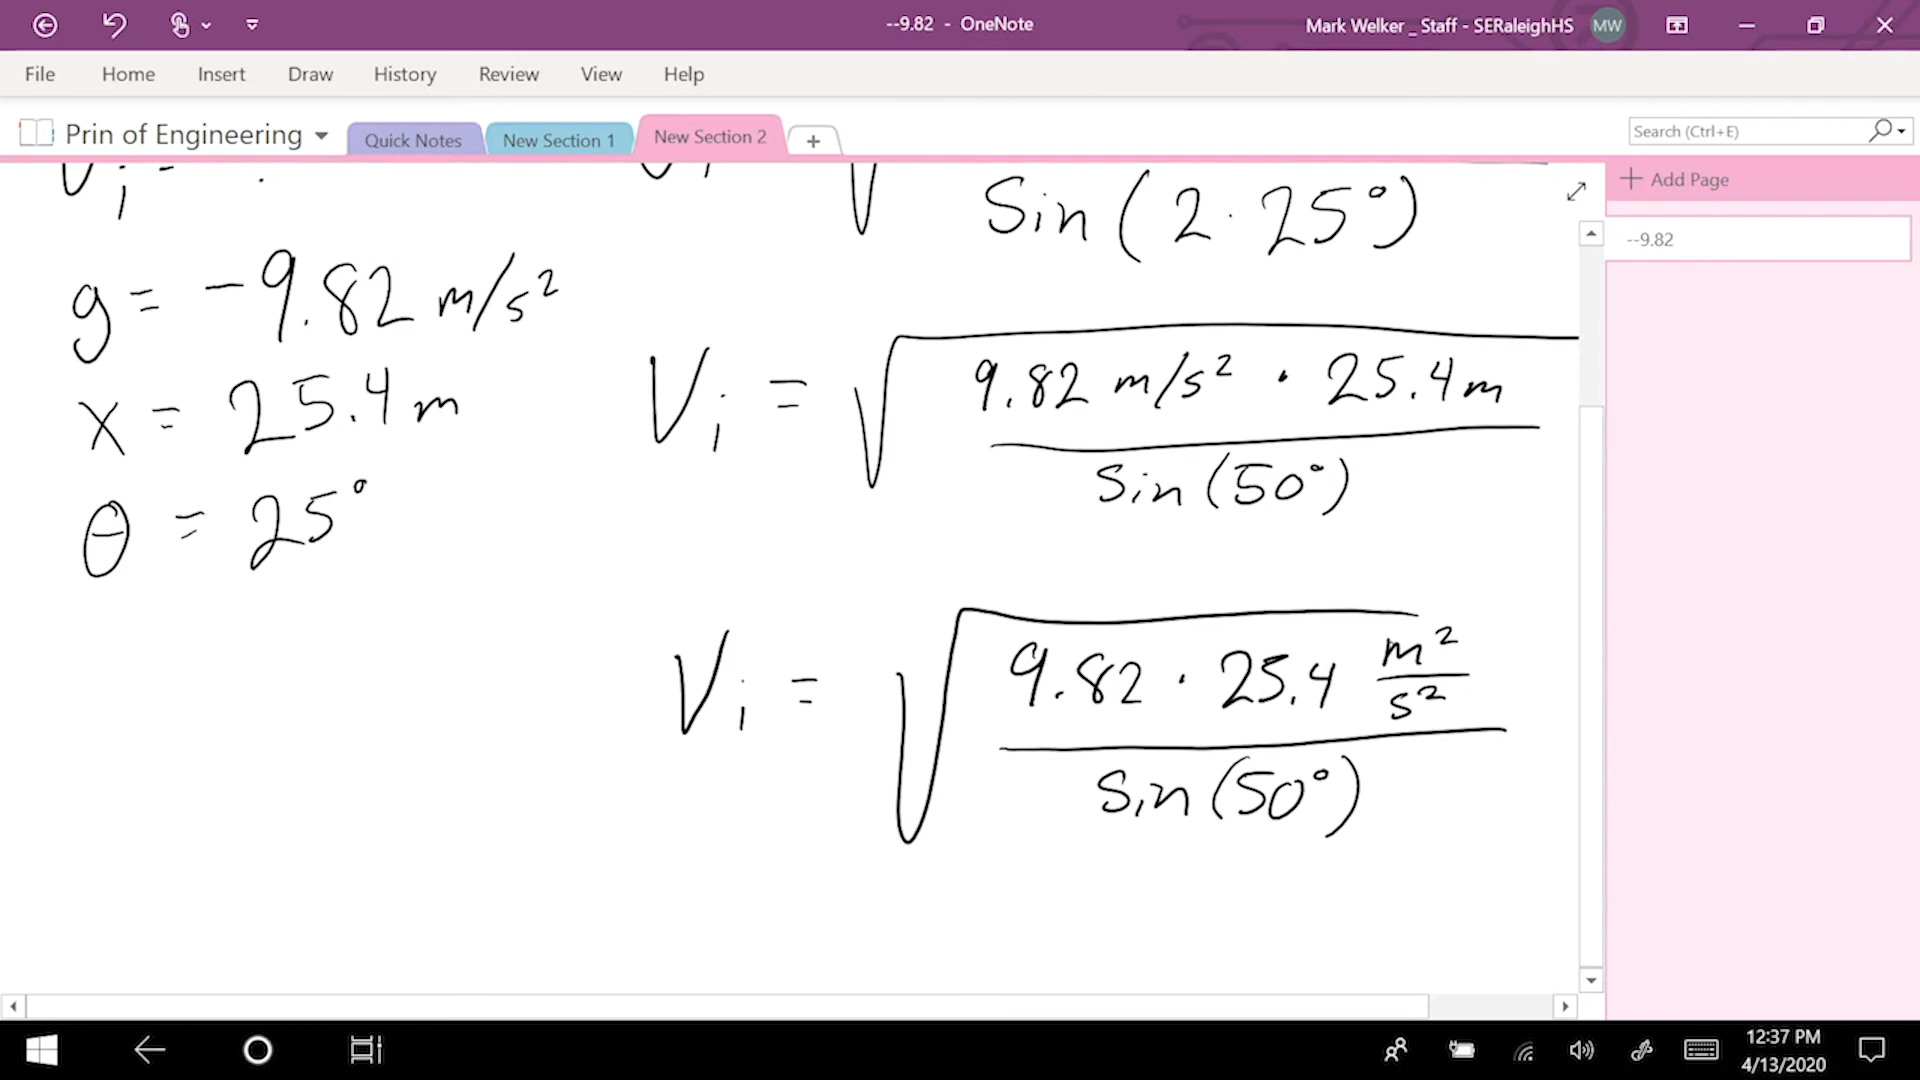 --9.82 - OneNote
Mark Welker _ Staff - SERaleighHS
MW
File Home Insert Draw History Review View Help
Prin of Engineering
Quick Notes
New Section 1
New Section 2
+
Search (Ctrl+E)
+ Add Page
--9.82
Vi = ?
g = -9.82 m/s²
x = 25.4 m
θ = 25°
Vi √
Sin(2·25°)
Vi = √ 9.82 m/s² · 25.4 m
Sin(50°)
Vi = √ 9.82 · 25.4 m²/s²
Sin(50°)
12:37 PM
4/13/2020